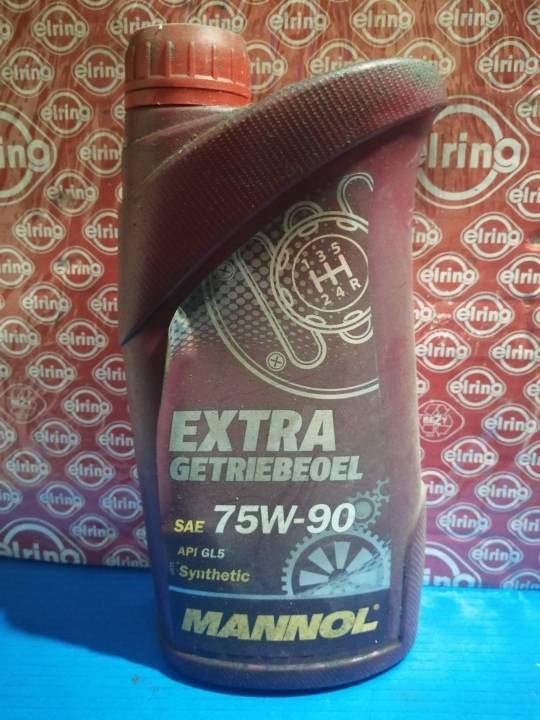 elring
1 3 5
2 4 R
EXTRA
GETRIEBEOEL
SAE 75W-90
API GL5
Synthetic
MANNOL®